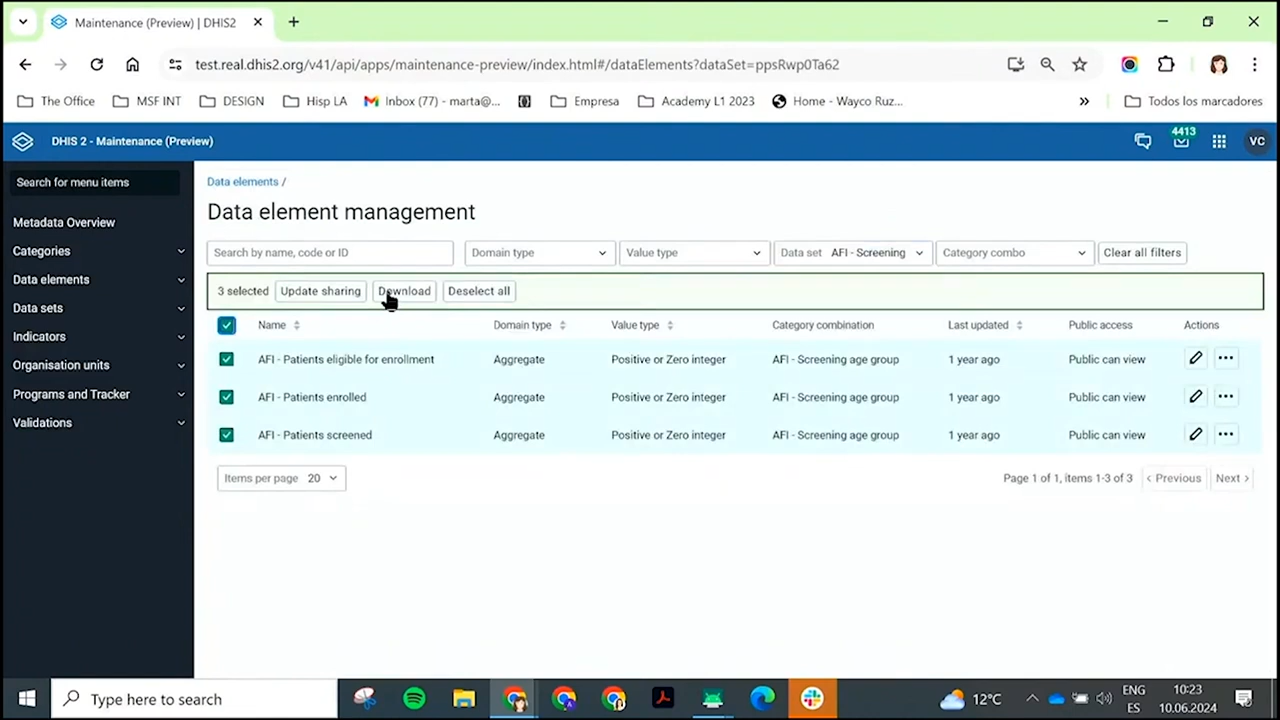 Maintenance (Preview) | DHIS2
test.real.dhis2.org/v41/api/apps/maintenance-preview/index.html#/dataElements?dataSet=ppsRwp0Ta62
The Office MSF INT DESIGN Hisp LA Inbox (77) - marta@... Empresa Academy L1 2023 Home - Wayco Ruz... » Todos los marcadores
DHIS 2 - Maintenance (Preview) 4413 VC
Search for menu items
Metadata Overview
Categories
Data elements
Data sets
Indicators
Organisation units
Programs and Tracker
Validations
Data elements /
Data element management
Search by name, code or ID Domain type Value type Data set AFI - Screening Category combo Clear all filters
3 selected Update sharing Download Deselect all
Name Domain type Value type Category combination Last updated Public access Actions
AFI - Patients eligible for enrollment Aggregate Positive or Zero integer AFI - Screening age group 1 year ago Public can view
AFI - Patients enrolled Aggregate Positive or Zero integer AFI - Screening age group 1 year ago Public can view
AFI - Patients screened Aggregate Positive or Zero integer AFI - Screening age group 1 year ago Public can view
Items per page 20 Page 1 of 1, items 1-3 of 3 Previous Next
Type here to search 12°C ENG 10:23
ES 10.06.2024